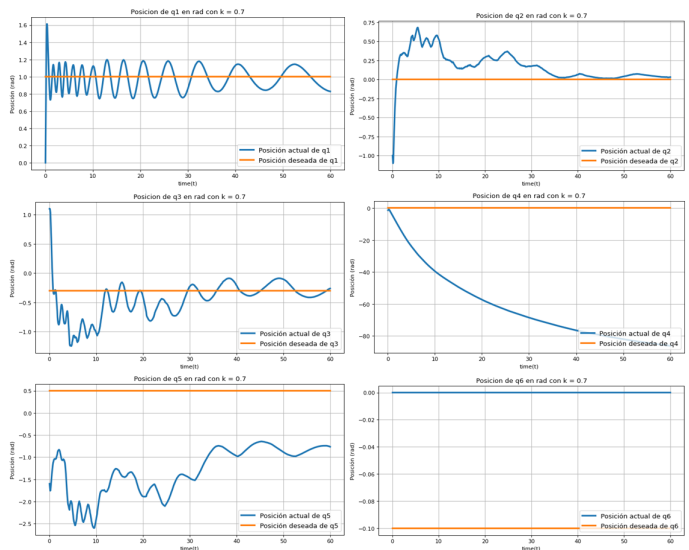 Posicion de q1 en rad con k = 0.7
1.6
1.4
1.2
1.0
0.8
0.6
0.4
0.2
0.0
Posición (rad)
Posición actual de q1
Posición deseada de q1
0 10 20 30 40 50 60
time(t)
Posicion de q2 en rad con k = 0.7
0.75
0.50
0.25
0.00
−0.25
−0.50
−0.75
−1.00
Posición (rad)
Posición actual de q2
Posición deseada de q2
0 10 20 30 40 50 60
time(t)
Posicion de q3 en rad con k = 0.7
1.0
0.5
0.0
−0.5
−1.0
Posición (rad)
Posición actual de q3
Posición deseada de q3
0 10 20 30 40 50 60
time(t)
Posicion de q4 en rad con k = 0.7
0
−20
−40
−60
−80
Posición (rad)
Posición actual de q4
Posición deseada de q4
0 10 20 30 40 50 60
time(t)
Posicion de q5 en rad con k = 0.7
0.5
0.0
−0.5
−1.0
−1.5
−2.0
−2.5
Posición (rad)
Posición actual de q5
Posición deseada de q5
0 10 20 30 40 50 60
time(t)
Posicion de q6 en rad con k = 0.7
0.00
−0.02
−0.04
−0.06
−0.08
−0.10
Posición (rad)
Posición actual de q6
Posición deseada de q6
0 10 20 30 40 50 60
time(t)